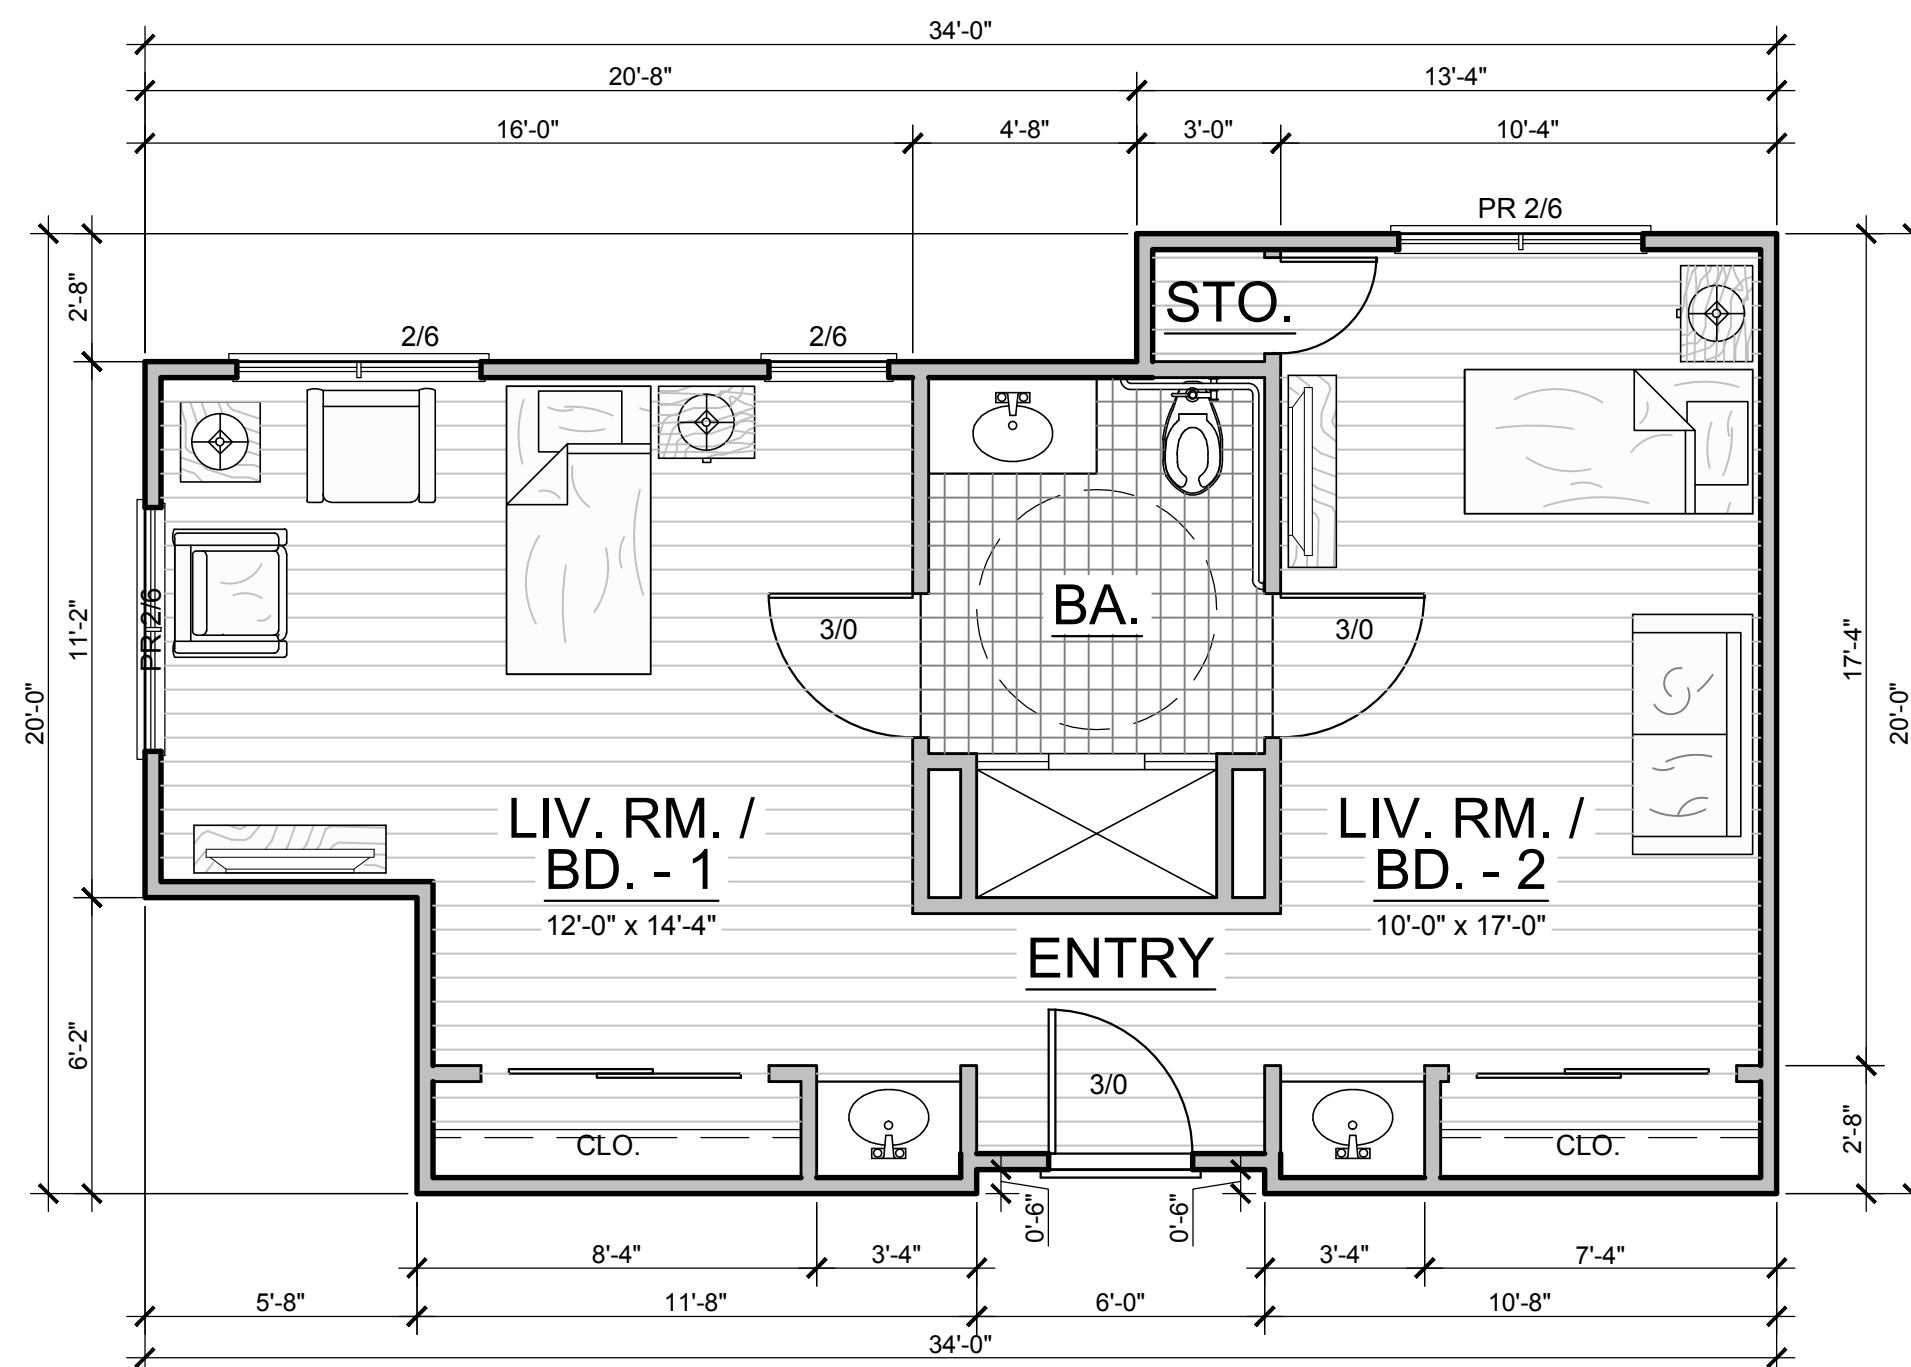 34'-0"
20'-8"
13'-4"
16'-0"
4'-8"
3'-0"
10'-4"
PR 2/6
2'-8"
STO.
2/6
2/6
PR 2/6
11'-2"
20'-0"
BA.
3/0
3/0
17'-4"
20'-0"
LIV. RM. /
BD. - 1
12'-0" x 14'-4"
LIV. RM. /
BD. - 2
10'-0" x 17'-0"
ENTRY
6'-2"
3/0
CLO.
CLO.
2'-8"
0'-6"
0'-6"
8'-4"
3'-4"
3'-4"
7'-4"
5'-8"
11'-8"
6'-0"
10'-8"
34'-0"